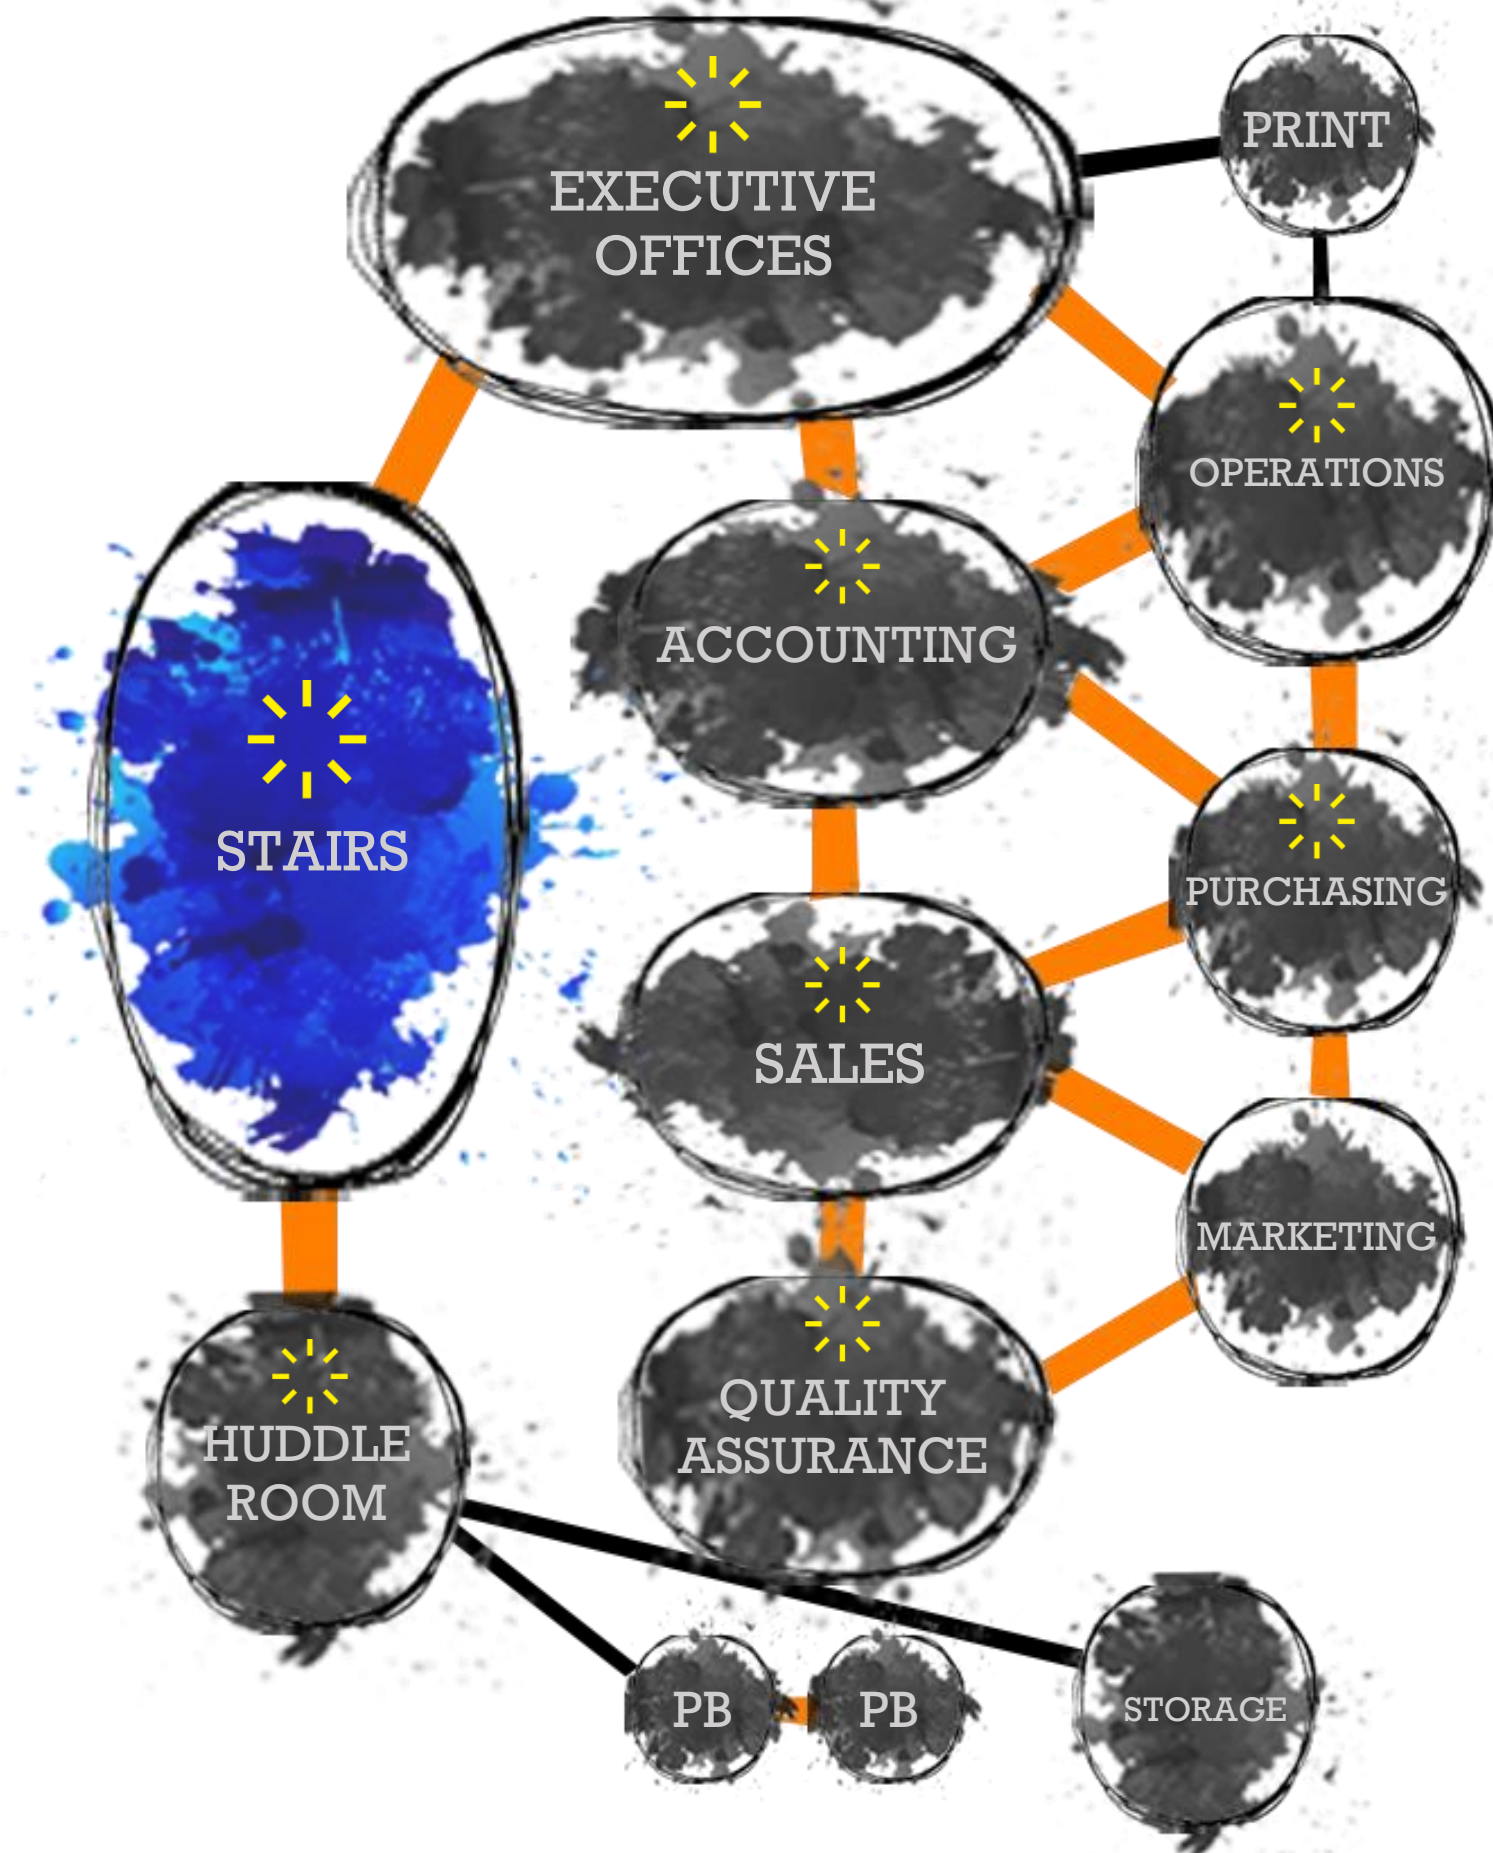 EXECUTIVE
OFFICES
PRINT
OPERATIONS
ACCOUNTING
STAIRS
PURCHASING
SALES
MARKETING
QUALITY
ASSURANCE
HUDDLE
ROOM
PB
PB
STORAGE